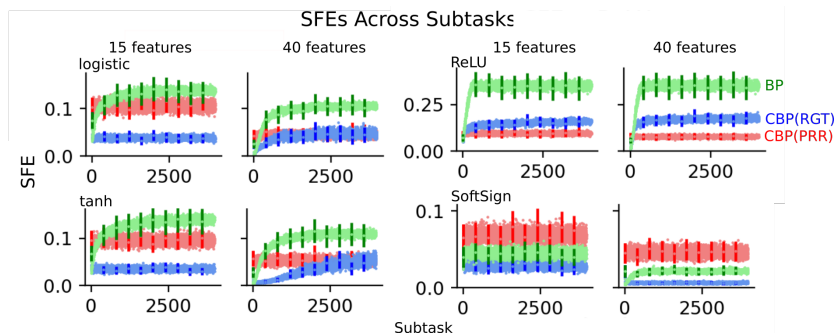 SFEs Across Subtasks
15 features
40 features
15 features
40 features
logistic
ReLU
SFE
0.1
0.0
0
2500
0
2500
0.25
0.00
0
2500
0
2500
BP
CBP(RGT)
CBP(PRR)
tanh
SoftSign
0.1
0.0
0
2500
0
2500
0.1
0.0
0
2500
0
2500
Subtask